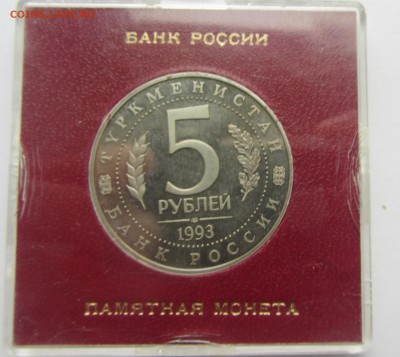 БАНК РОССИИ
ТУРКМЕНИСТАН
5
РУБЛЕЙ
1993
БАНК РОССИИ
ПАМЯТНАЯ МОНЕТА